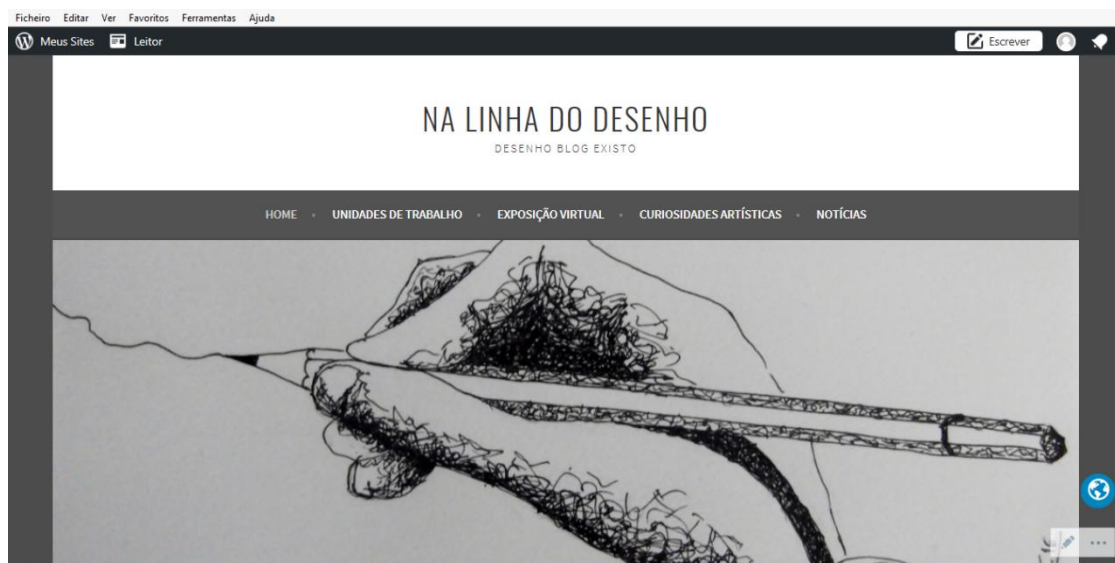 Ficheiro Editar Ver Favoritos Ferramentas Ajuda
Meus Sites Leitor Escrever
NA LINHA DO DESENHO
DESENHO BLOG EXISTO
HOME UNIDADES DE TRABALHO EXPOSIÇÃO VIRTUAL CURIOSIDADES ARTÍSTICAS NOTÍCIAS